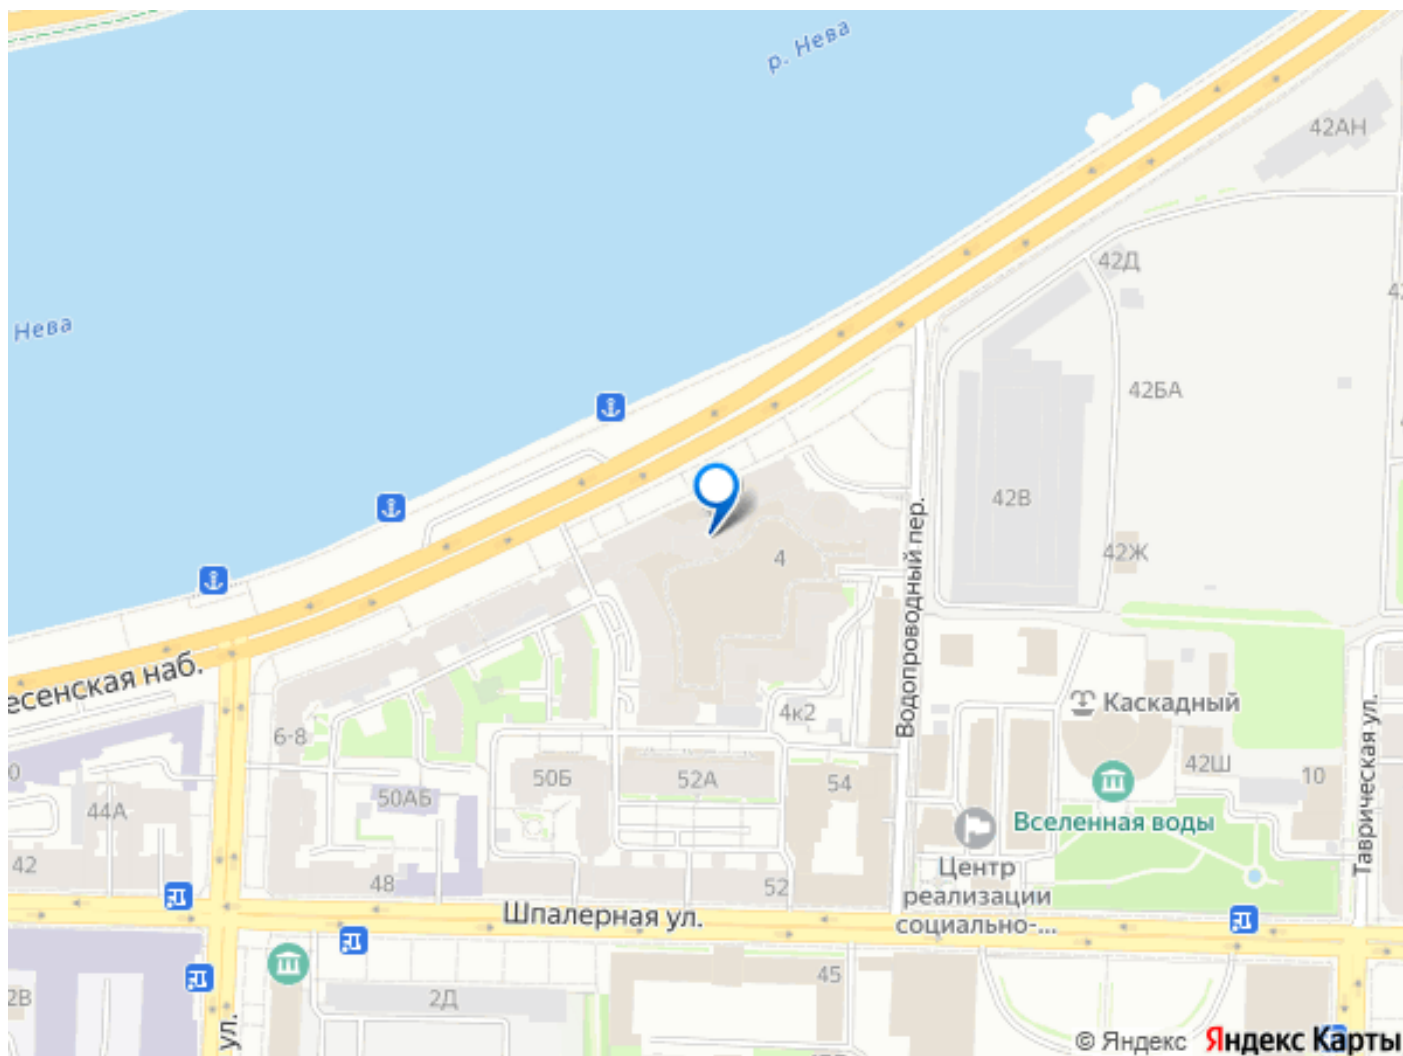 р. Нева
42АН
42Д
Нева
42БА
42В
Водопроводный пер.
4
42Ж
есенская наб.
4к2
Каскадный
6-8
Таврическая ул.
50Б
52А
54
42Ш
10
50АБ
44А
Вселенная воды
42
48
52
Центр
реализации
социально-...
Шпалерная ул.
45
2Д
2В
ул.
© Яндекс Яндекс Карты